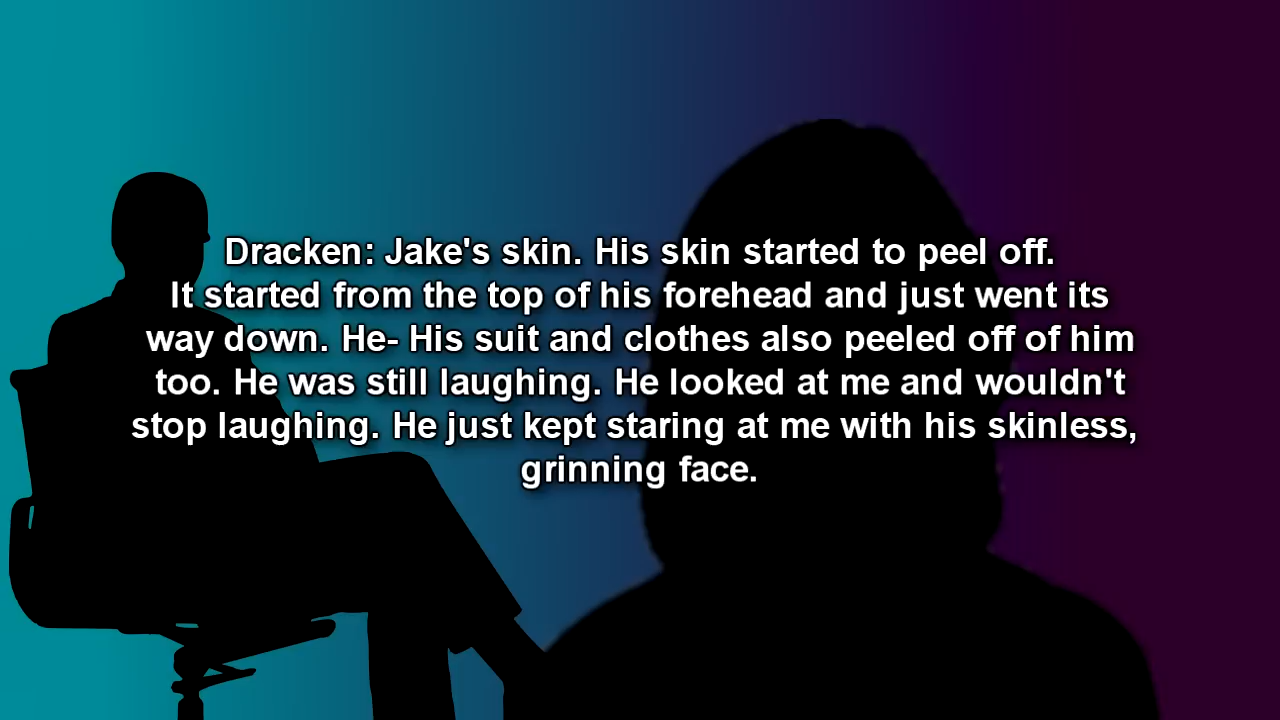 Dracken: Jake's skin. His skin started to peel off.
It started from the top of his forehead and just went its
way down. He- His suit and clothes also peeled off of him
too. He was still laughing. He looked at me and wouldn't
stop laughing. He just kept staring at me with his skinless,
grinning face.